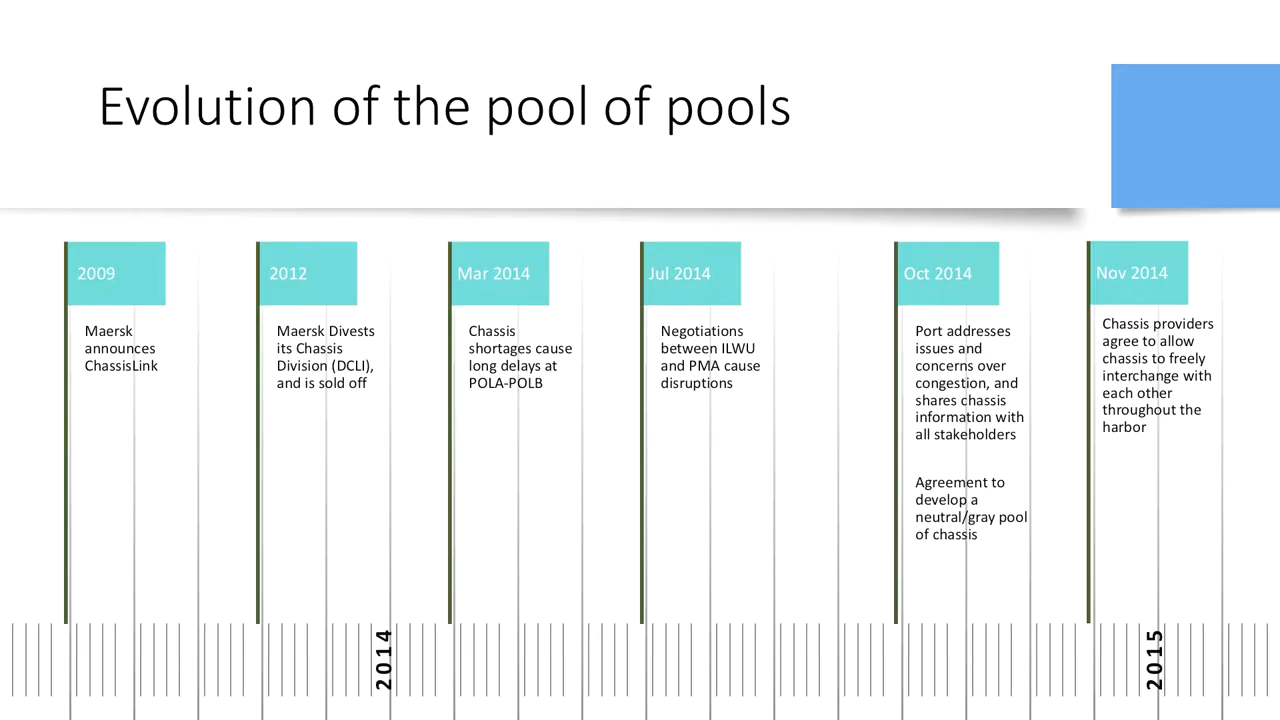 Evolution of the pool of pools
2009
Maersk
announces
ChassisLink
2012
Maersk Divests
its Chassis
Division (DCLI),
and is sold off
Mar 2014
Chassis
shortages cause
long delays at
POLA-POLB
Jul 2014
Negotiations
between ILWU
and PMA cause
disruptions
Oct 2014
Port addresses
issues and
concerns over
congestion, and
shares chassis
information with
all stakeholders
Agreement to
develop a
neutral/gray pool
of chassis
Nov 2014
Chassis providers
agree to allow
chassis to freely
interchange with
each other
throughout the
harbor
2014
2015